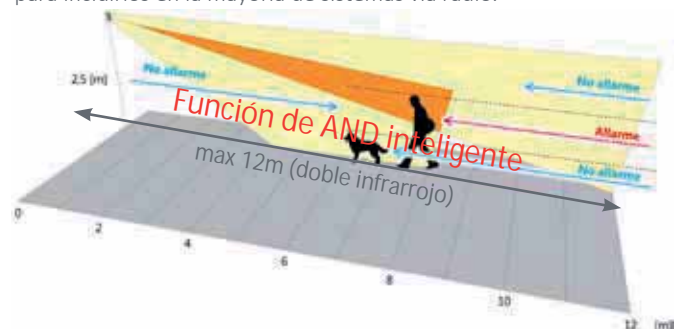 para incluirlos en la mayoría de sistemas vía radio.
2,5 [m]
No allarme
No allarme
Función de AND inteligente
Allarme
max 12m (doble infrarrojo)
No allarme
0
2
4
6
8
10
12 [m]